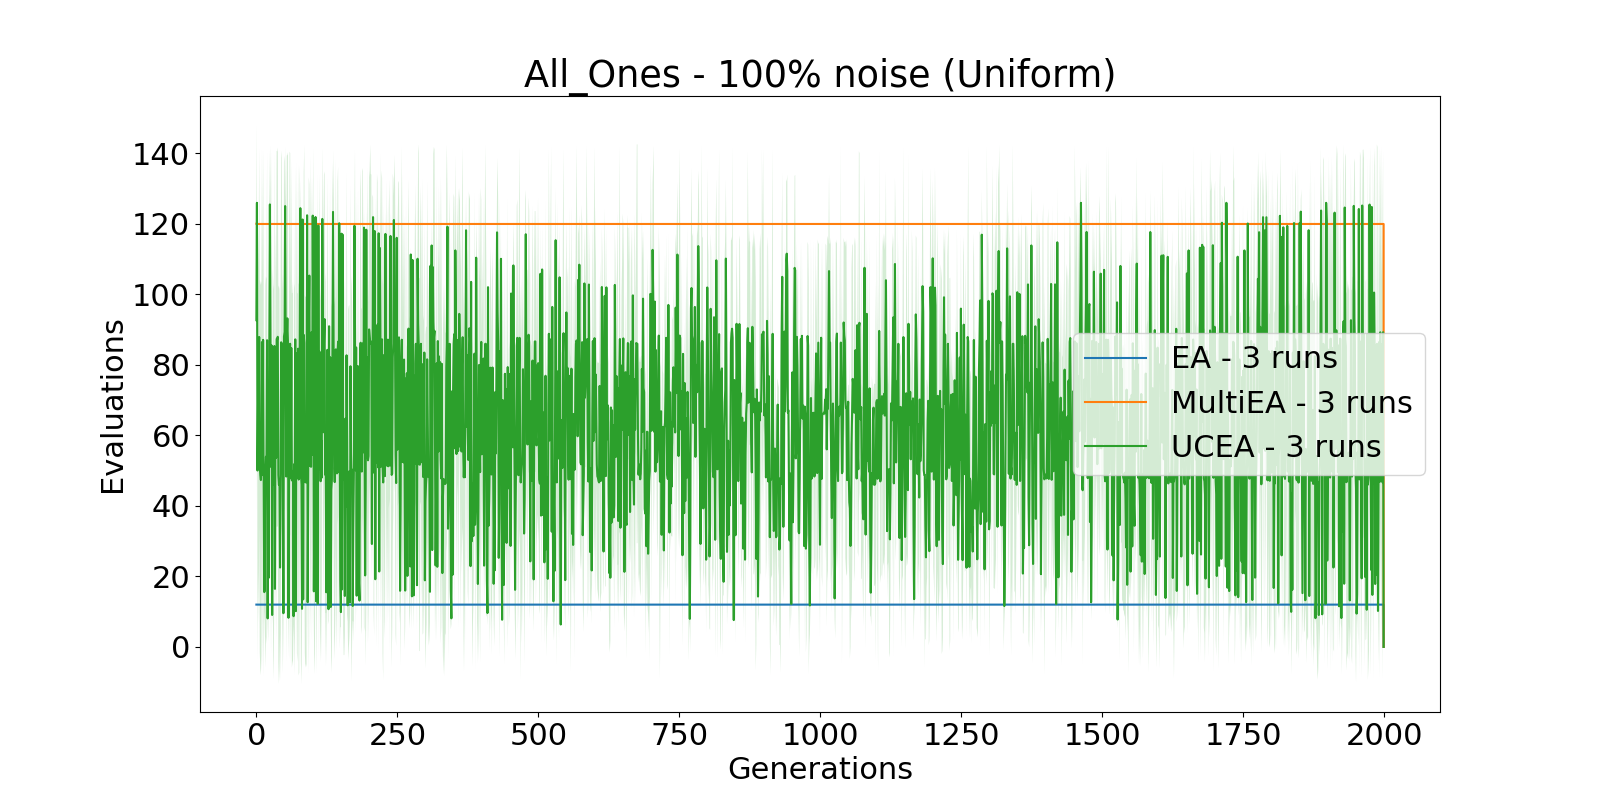 All_Ones - 100% noise (Uniform)
140
120
100
80
60
40
20
0
Evaluations
EA - 3 runs
MultiEA - 3 runs
UCEA - 3 runs
0 250 500 750 1000 1250 1500 1750 2000
Generations